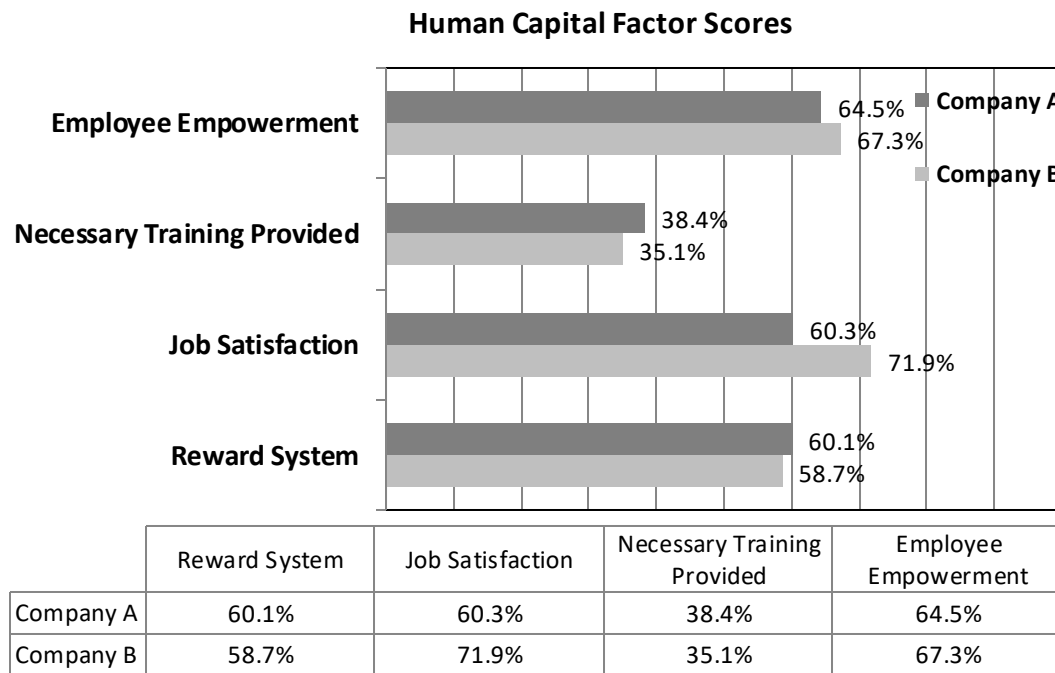 Human Capital Factor Scores
Employee Empowerment
64.5%
67.3%
Company A
Company B
Necessary Training Provided
38.4%
35.1%
Job Satisfaction
60.3%
71.9%
Reward System
60.1%
58.7%
Reward System Job Satisfaction Necessary Training Provided Employee Empowerment
Company A 60.1% 60.3% 38.4% 64.5%
Company B 58.7% 71.9% 35.1% 67.3%